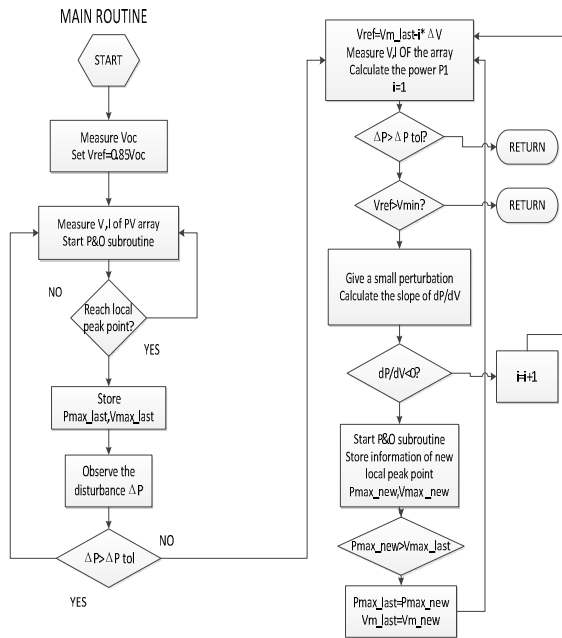 MAIN ROUTINE
START
Measure Voc
Set Vref=0.85Voc
Measure V,I of PV array
Start P&O subroutine
NO
Reach local
peak point?
YES
Store
Pmax_last,Vmax_last
Observe the
disturbance ΔP
ΔP>ΔP tol
NO
YES
Vref=Vm_last-i* ΔV
Measure V,I OF the array
Calculate the power P1
i=1
ΔP>ΔP tol?
RETURN
Vref>Vmin?
RETURN
Give a small perturbation
Calculate the slope of dP/dV
dP/dV<0?
i=i+1
Start P&O subroutine
Store information of new
local peak point
Pmax_new,Vmax_new
Pmax_new>Vmax_last
Pmax_last=Pmax_new
Vm_last=Vm_new